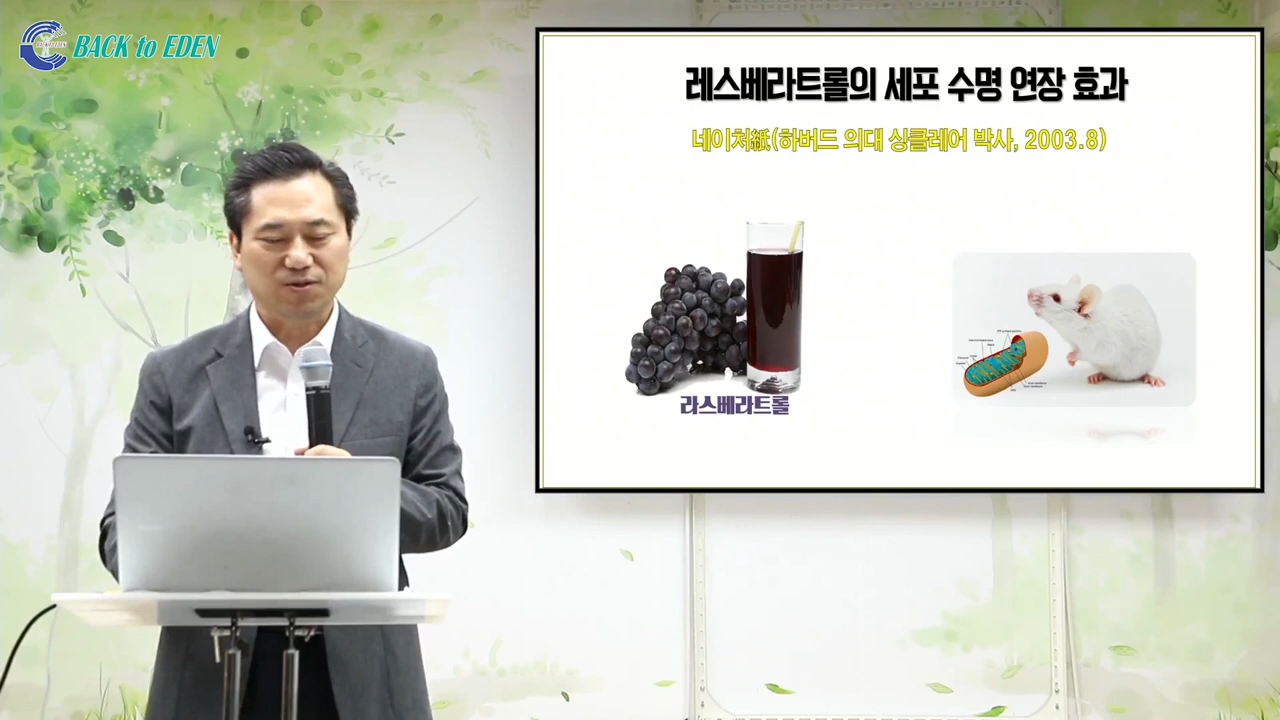 BACK to EDEN
레스베라트롤의 세포 수명 연장 효과
네이처紙(하버드 의대 싱클레어 박사, 2003.8)
라스베라트롤